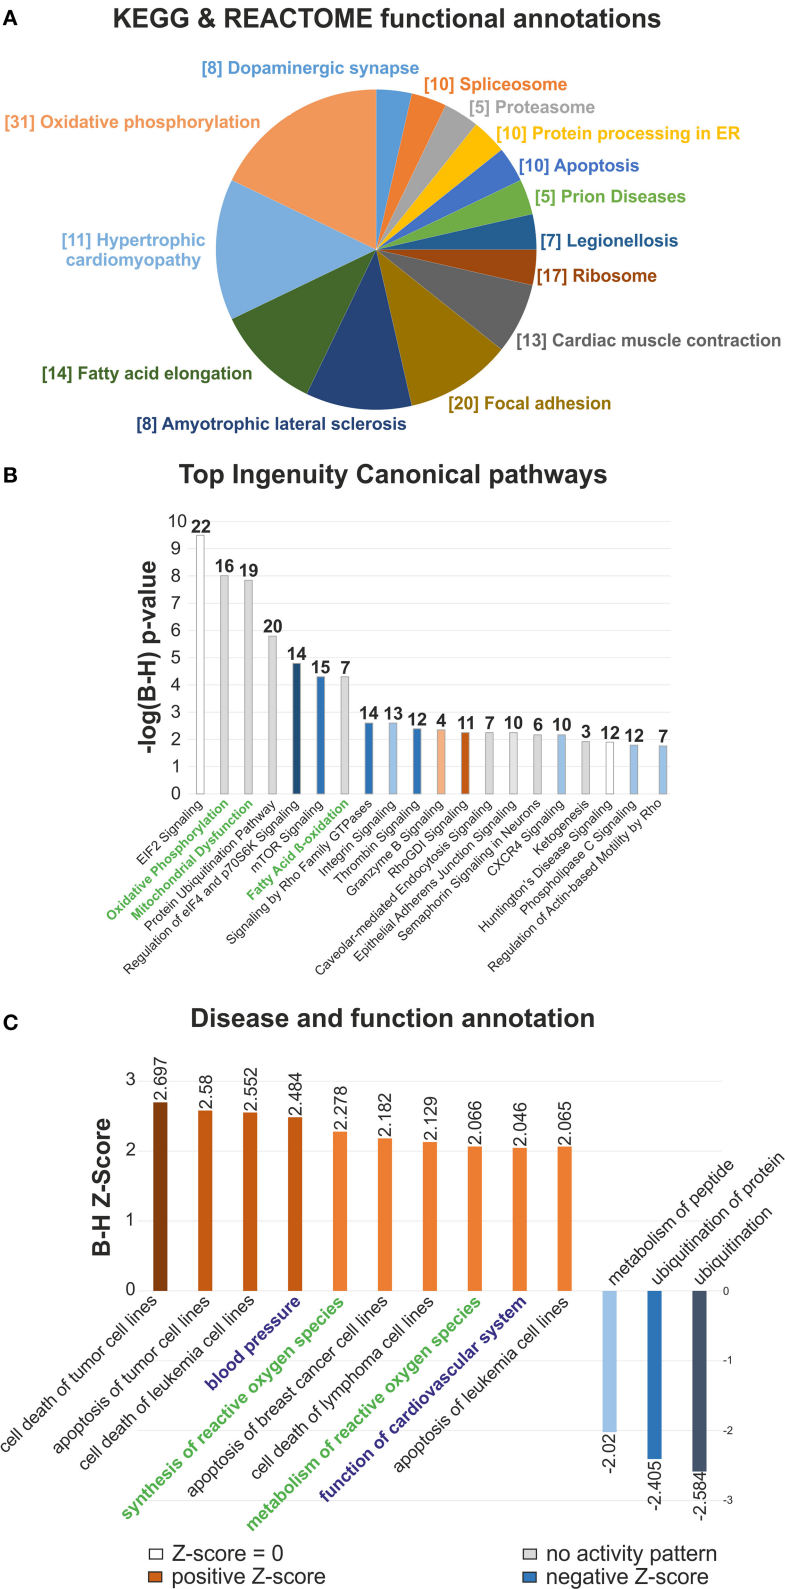 A
KEGG & REACTOME functional annotations
[8] Dopaminergic synapse
[10] Spliceosome
[5] Proteasome
[31] Oxidative phosphorylation
[10] Protein processing in ER
[10] Apoptosis
[5] Prion Diseases
[11] Hypertrophic
cardiomyopathy
[7] Legionellosis
[17] Ribosome
[13] Cardiac muscle contraction
[14] Fatty acid elongation
[20] Focal adhesion
[8] Amyotrophic lateral sclerosis
B
Top Ingenuity Canonical pathways
-log(B-H) p-value
10
9
8
7
6
5
4
3
2
1
0
22
16
19
20
14
15
7
14
13
12
4
11
7
10
6
10
3
12
12
7
EIF2 Signaling
Oxidative Phosphorylation
Mitochondrial Dysfunction
Protein Ubiquitination Pathway
Regulation of eIF4 and p70S6K Signaling
mTOR Signaling
Fatty Acid ß-oxidation
Signaling by Rho Family GTPases
Integrin Signaling
Thrombin Signaling
Granzyme B Signaling
RhoGDI Signaling
Caveolar-mediated Endocytosis Signaling
Epithelial Adherens Junction Signaling
Semaphorin Signaling in Neurons
CXCR4 Signaling
Ketogenesis
Huntington's Disease Signaling
Phospholipase C Signaling
Regulation of Actin-based Motility by Rho
C
Disease and function annotation
B-H Z-Score
3
2
1
0
2.697
2.58
2.552
2.484
2.278
2.182
2.129
2.066
2.046
2.065
cell death of tumor cell lines
apoptosis of tumor cell lines
cell death of leukemia cell lines
blood pressure
synthesis of reactive oxygen species
apoptosis of breast cancer cell lines
cell death of lymphoma cell lines
metabolism of reactive oxygen species
function of cardiovascular system
apoptosis of leukemia cell lines
metabolism of peptide
ubiquitination of protein
ubiquitination
0
-1
-2
-3
-2.02
-2.405
-2.584
Z-score = 0
no activity pattern
positive Z-score
negative Z-score